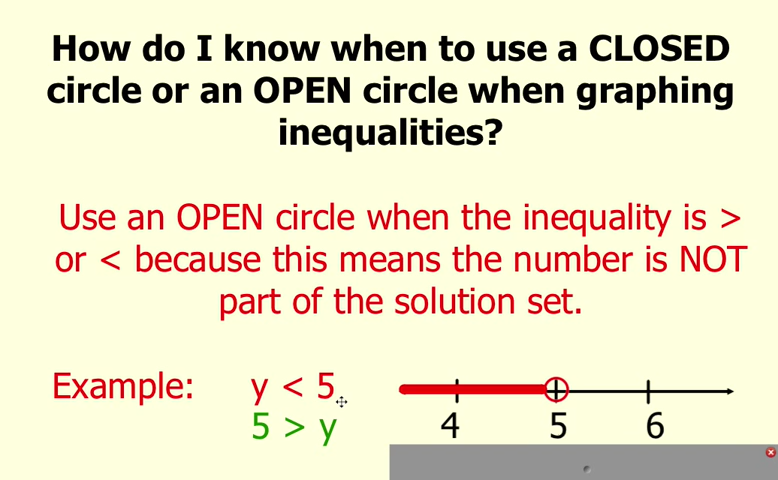 How do I know when to use a CLOSED
circle or an OPEN circle when graphing
inequalities?
Use an OPEN circle when the inequality is >
or < because this means the number is NOT
part of the solution set.
Example: y < 5
5 > y
4 5 6